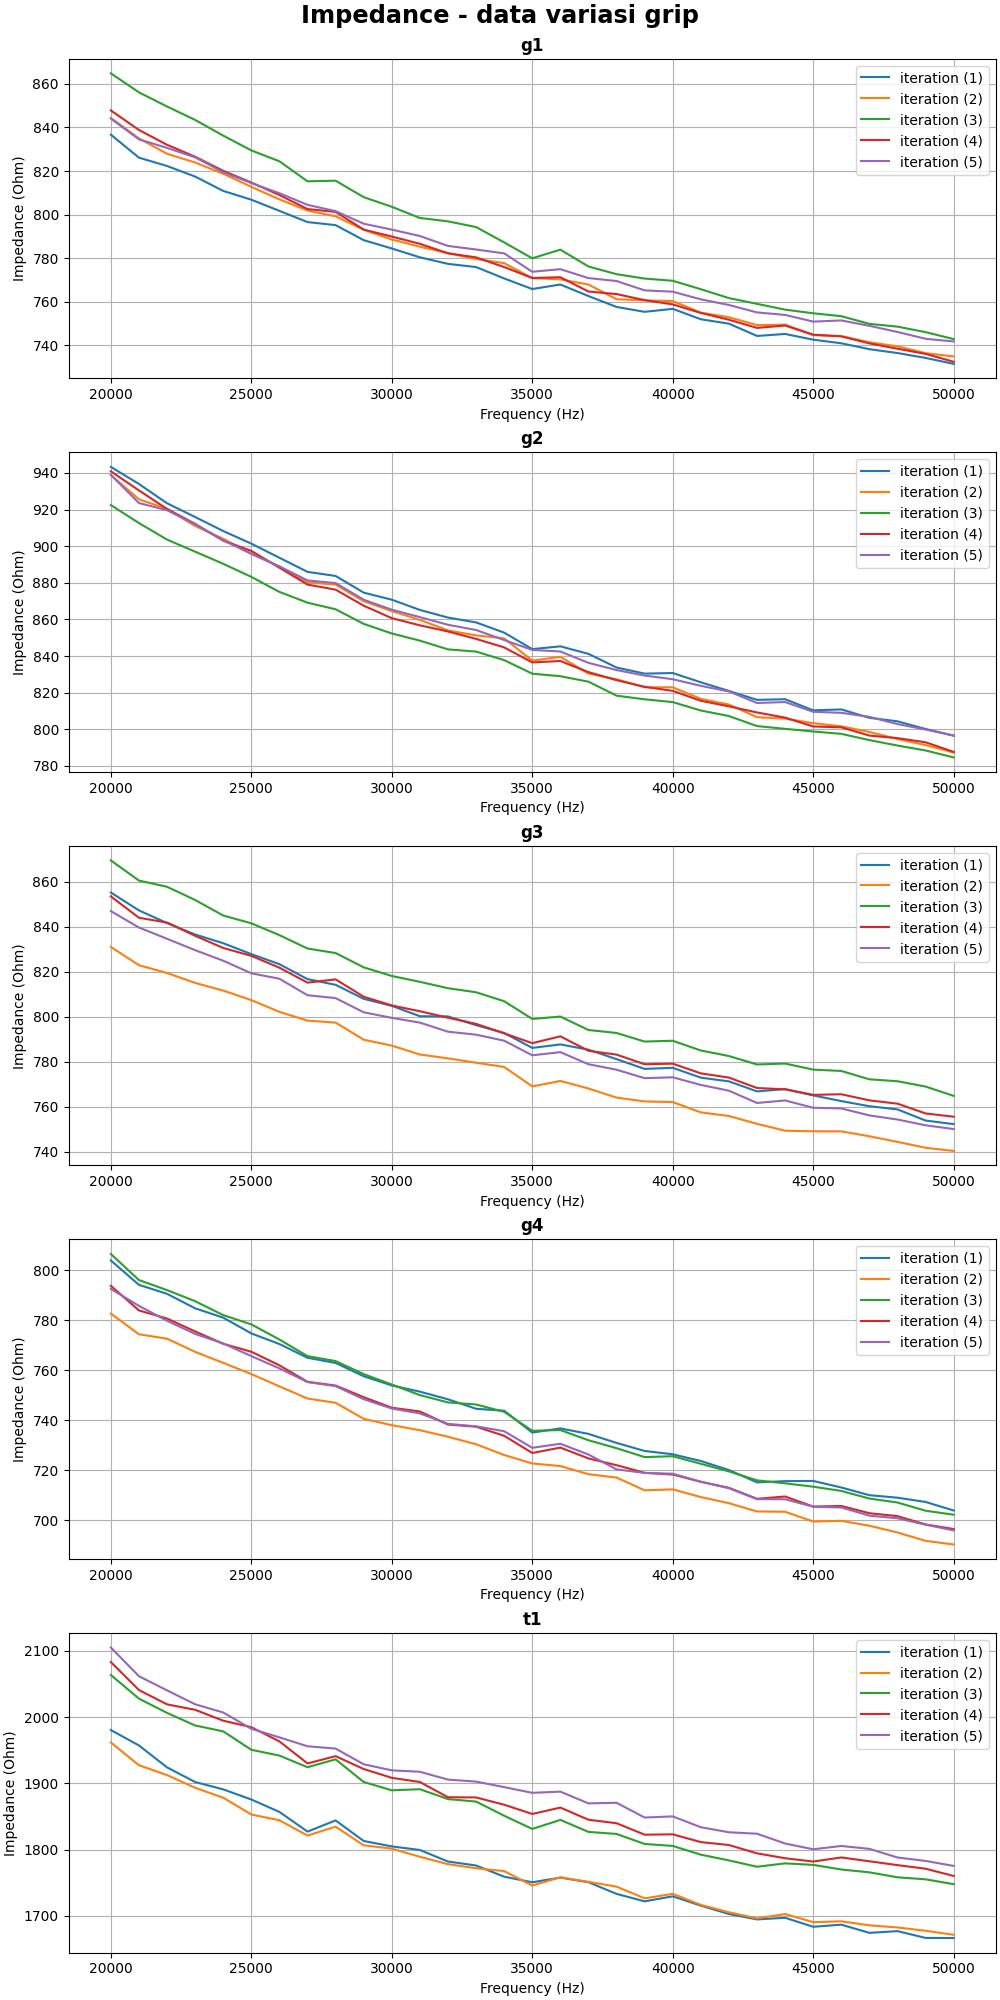 Impedance - data variasi grip
g1
860
840
820
800
780
760
740
Impedance (Ohm)
iteration (1)
iteration (2)
iteration (3)
iteration (4)
iteration (5)
20000 25000 30000 35000 40000 45000 50000
Frequency (Hz)
g2
940
920
900
880
860
840
820
800
780
Impedance (Ohm)
iteration (1)
iteration (2)
iteration (3)
iteration (4)
iteration (5)
20000 25000 30000 35000 40000 45000 50000
Frequency (Hz)
g3
860
840
820
800
780
760
740
Impedance (Ohm)
iteration (1)
iteration (2)
iteration (3)
iteration (4)
iteration (5)
20000 25000 30000 35000 40000 45000 50000
Frequency (Hz)
g4
800
780
760
740
720
700
Impedance (Ohm)
iteration (1)
iteration (2)
iteration (3)
iteration (4)
iteration (5)
20000 25000 30000 35000 40000 45000 50000
Frequency (Hz)
t1
2100
2000
1900
1800
1700
Impedance (Ohm)
iteration (1)
iteration (2)
iteration (3)
iteration (4)
iteration (5)
20000 25000 30000 35000 40000 45000 50000
Frequency (Hz)